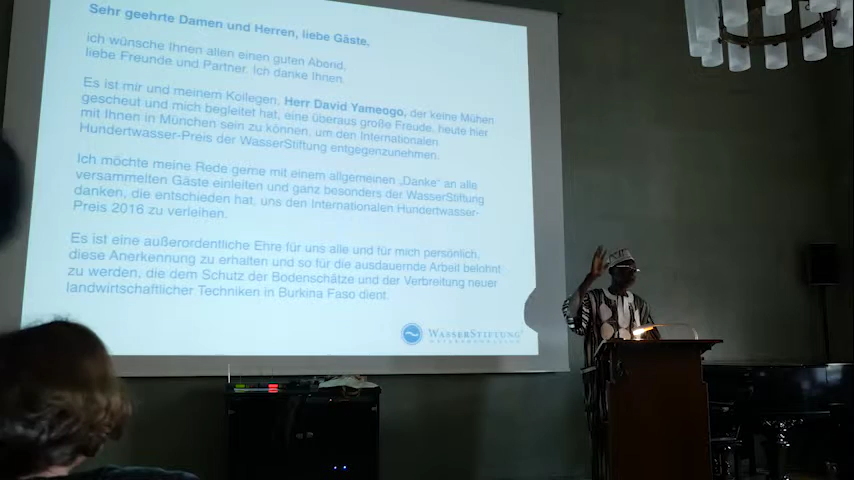 Sehr geehrte Damen und Herren, liebe Gäste,
ich wünsche Ihnen allen einen guten Abend,
liebe Freunde und Partner. Ich danke Ihnen.
Es ist mir und meinem Kollegen, Herr David Yameogo, der keine Mühen
gescheut und mich begleitet hat, eine überaus große Freude, heute hier
mit Ihnen in München sein zu können, um den Internationalen
Hundertwasser-Preis der WasserStiftung entgegenzunehmen.
Ich möchte meine Rede gerne mit einem allgemeinen „Danke“ an alle
versammelten Gäste einleiten und ganz besonders der WasserStiftung
danken, die entschieden hat, uns den Internationalen Hundertwasser-
Preis 2016 zu verleihen.
Es ist eine außerordentliche Ehre für uns alle und für mich persönlich,
diese Anerkennung zu erhalten und so für die ausdauernde Arbeit belohnt
zu werden, die dem Schutz der Bodenschätze und der Verbreitung neuer
landwirtschaftlicher Techniken in Burkina Faso dient.
WASSERSTIFTUNG